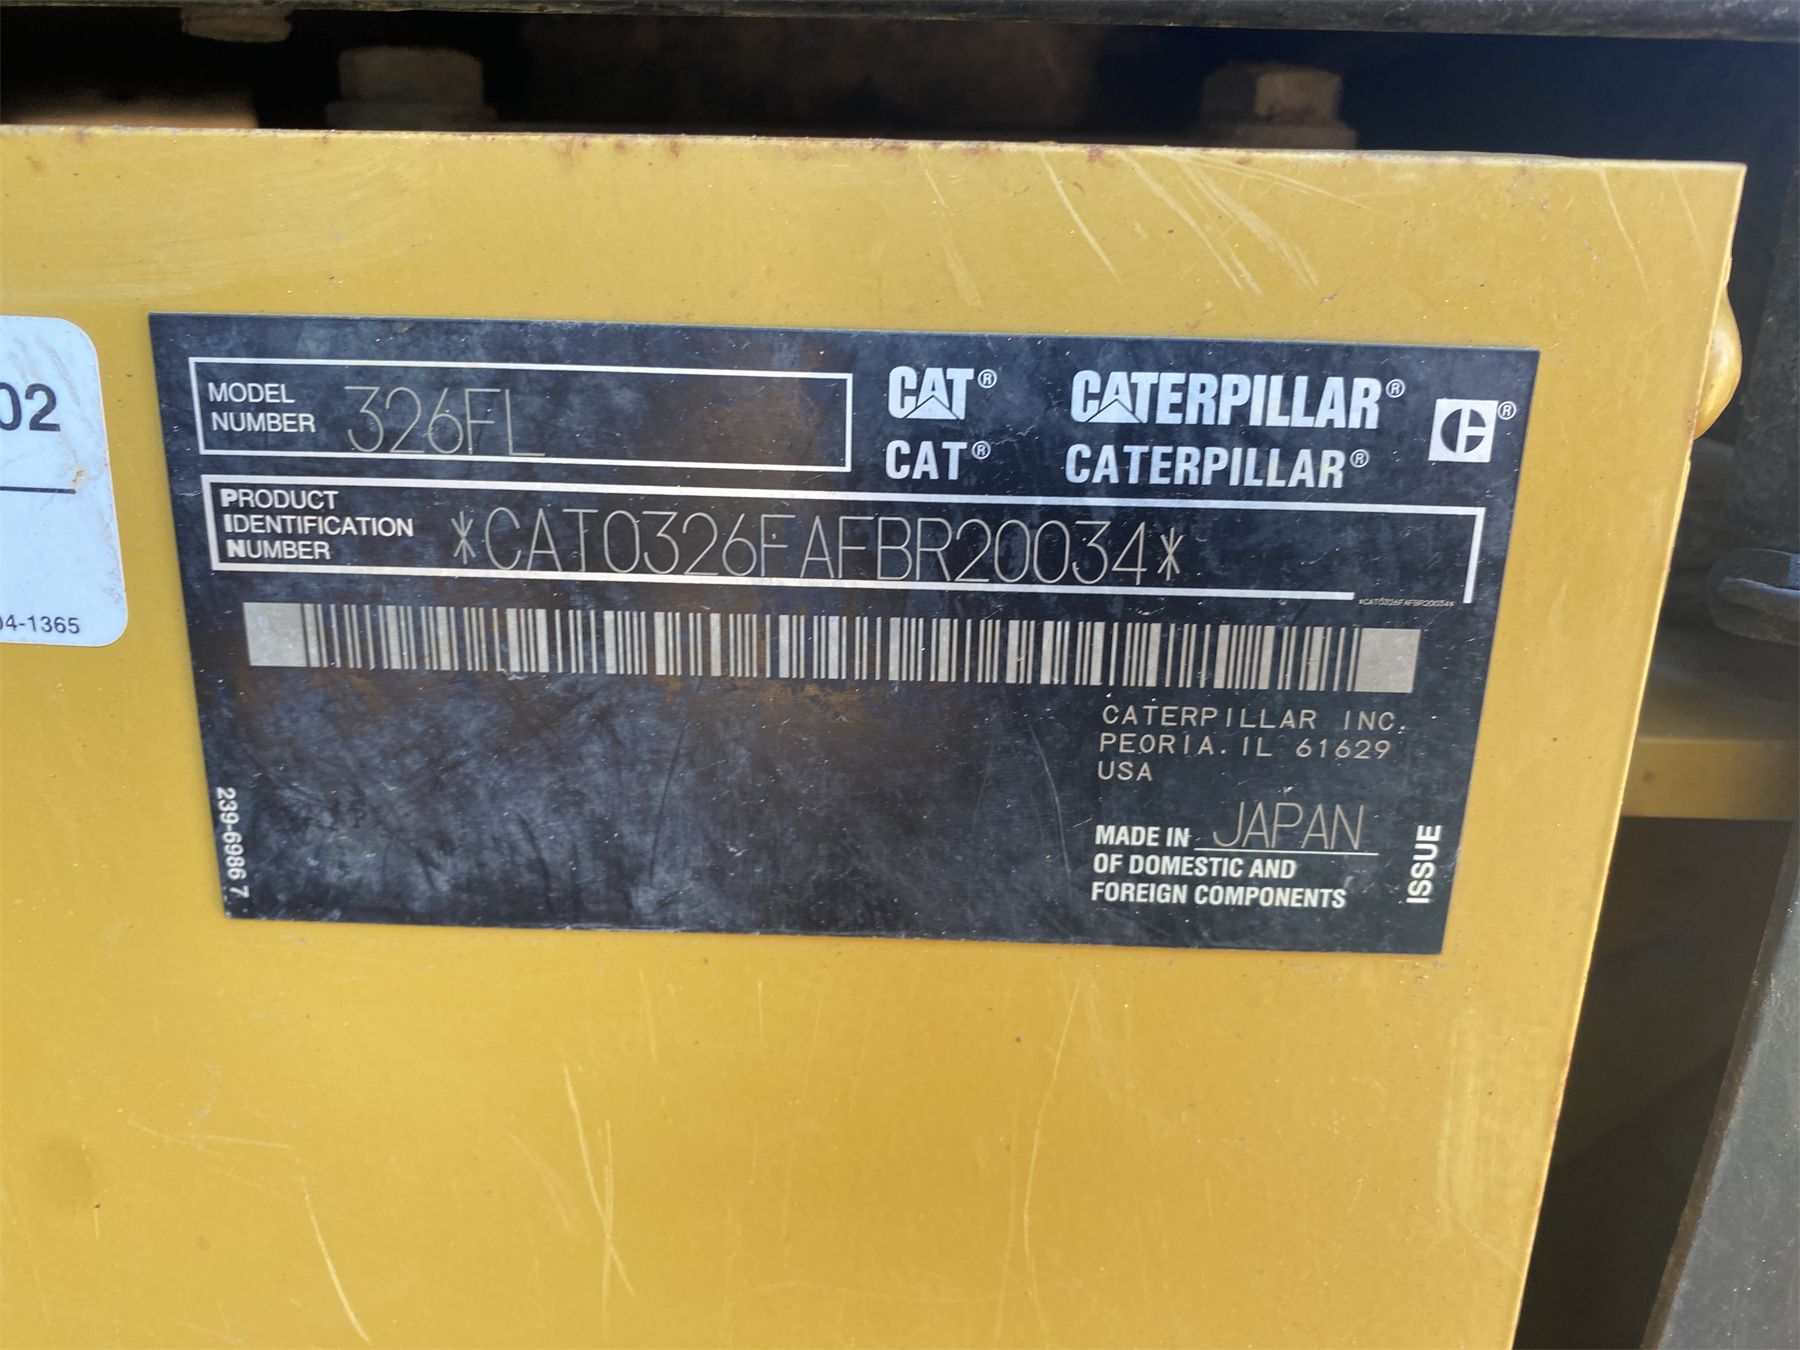 02
04-1365
MODEL
NUMBER 326FL
CAT® CATERPILLAR® ®
CAT® CATERPILLAR®
PRODUCT
IDENTIFICATION
NUMBER *CAT0326FAFBR20034*
*CAT0326FAFBR20034*
CATERPILLAR INC.
PEORIA. IL 61629
USA
MADE IN JAPAN
OF DOMESTIC AND
FOREIGN COMPONENTS
ISSUE
239-6986 7